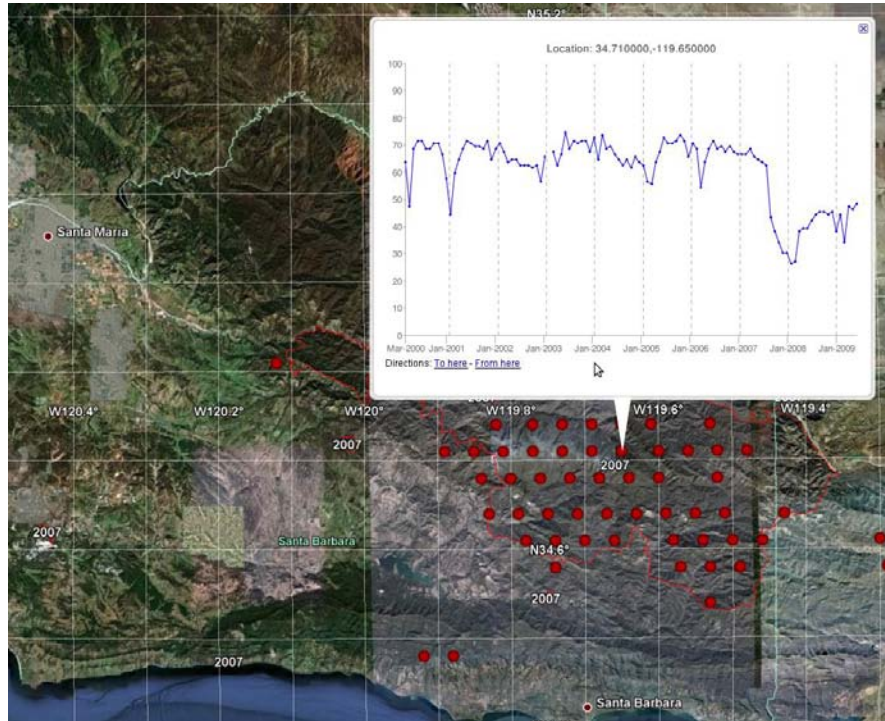 N35.2°
Location: 34.710000,-119.650000
100
90
80
70
60
50
40
30
20
10
0
Mar-2000 Jan-2001 Jan-2002 Jan-2003 Jan-2004 Jan-2005 Jan-2006 Jan-2007 Jan-2008 Jan-2009
Directions: To here - From here
Santa Maria
W120.4° W120.2° W120° W119.8° W119.6° W119.4°
2007
2007
2007
Santa Barbara
N34.6°
2007
2007
Santa Barbara